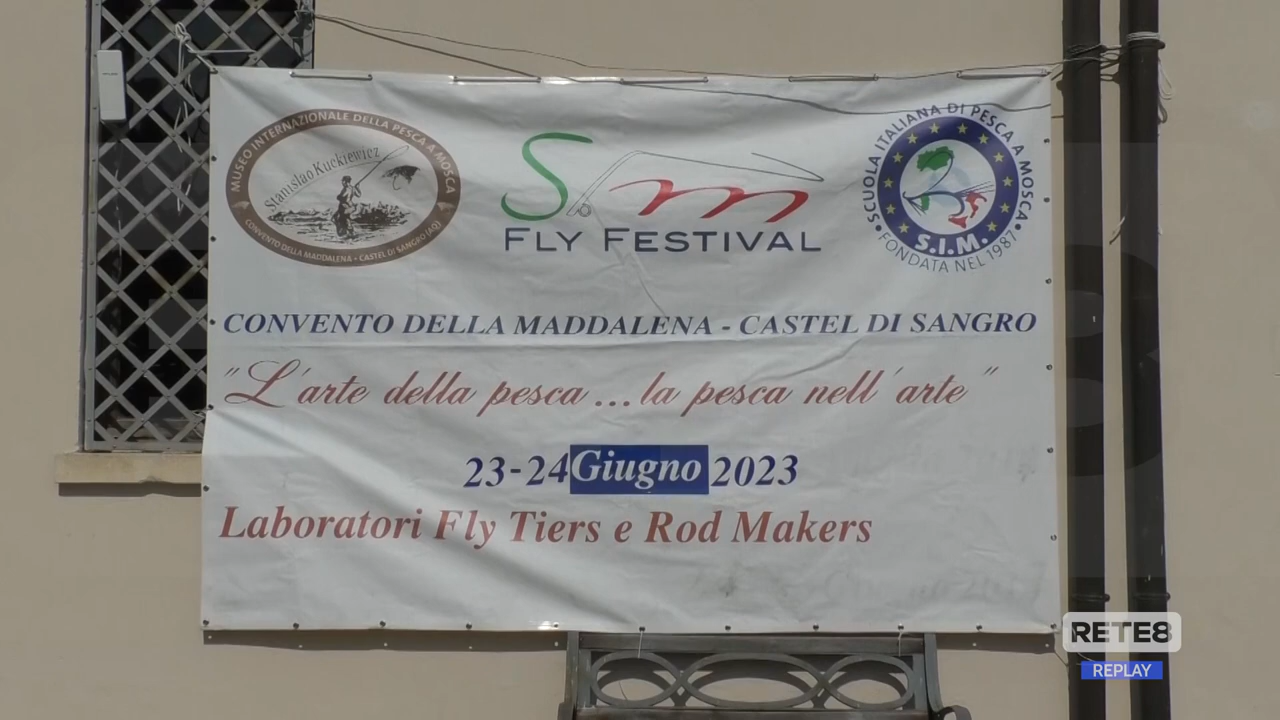 MUSEO INTERNAZIONALE DELLA PESCA A MOSCA
Stanislao Kuckiewicz
CONVENTO DELLA MADDALENA - CASTEL DI SANGRO (AQ)
Sim
FLY FESTIVAL
SCUOLA ITALIANA DI PESCA A MOSCA
S.I.M.
FONDATA NEL 1987
CONVENTO DELLA MADDALENA - CASTEL DI SANGRO
"L'arte della pesca...la pesca nell'arte"
23-24 Giugno 2023
Laboratori Fly Tiers e Rod Makers
RETE8
REPLAY